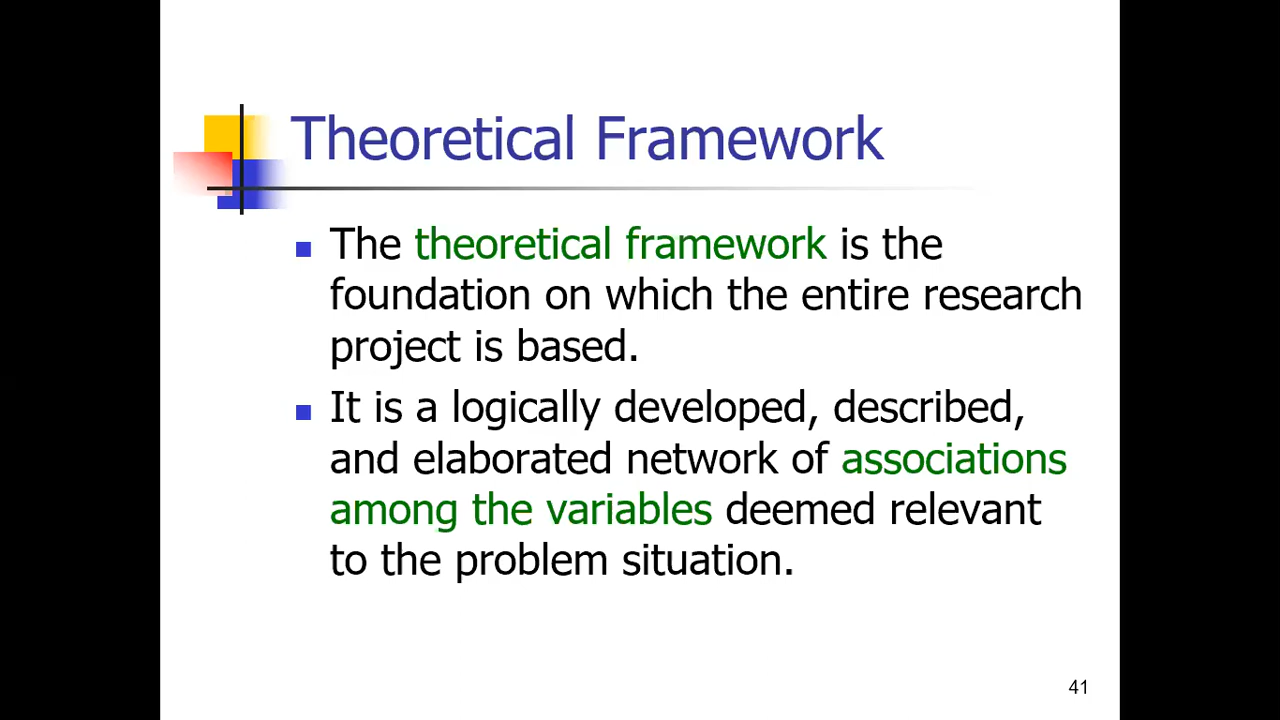 Theoretical Framework
The theoretical framework is the
foundation on which the entire research
project is based.
It is a logically developed, described,
and elaborated network of associations
among the variables deemed relevant
to the problem situation.
41